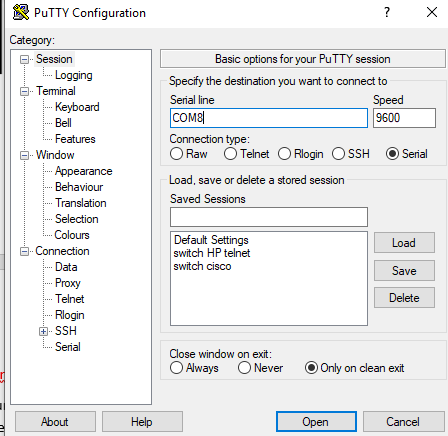 PuTTY Configuration
Category:
Session
Logging
Terminal
Keyboard
Bell
Features
Window
Appearance
Behaviour
Translation
Selection
Colours
Connection
Data
Proxy
Telnet
Rlogin
SSH
Serial
Basic options for your PuTTY session
Specify the destination you want to connect to
Serial line Speed
COM8 9600
Connection type:
Raw Telnet Rlogin SSH Serial
Load, save or delete a stored session
Saved Sessions
Default Settings
switch HP telnet
switch cisco
Load
Save
Delete
Close window on exit:
Always Never Only on clean exit
About Help Open Cancel